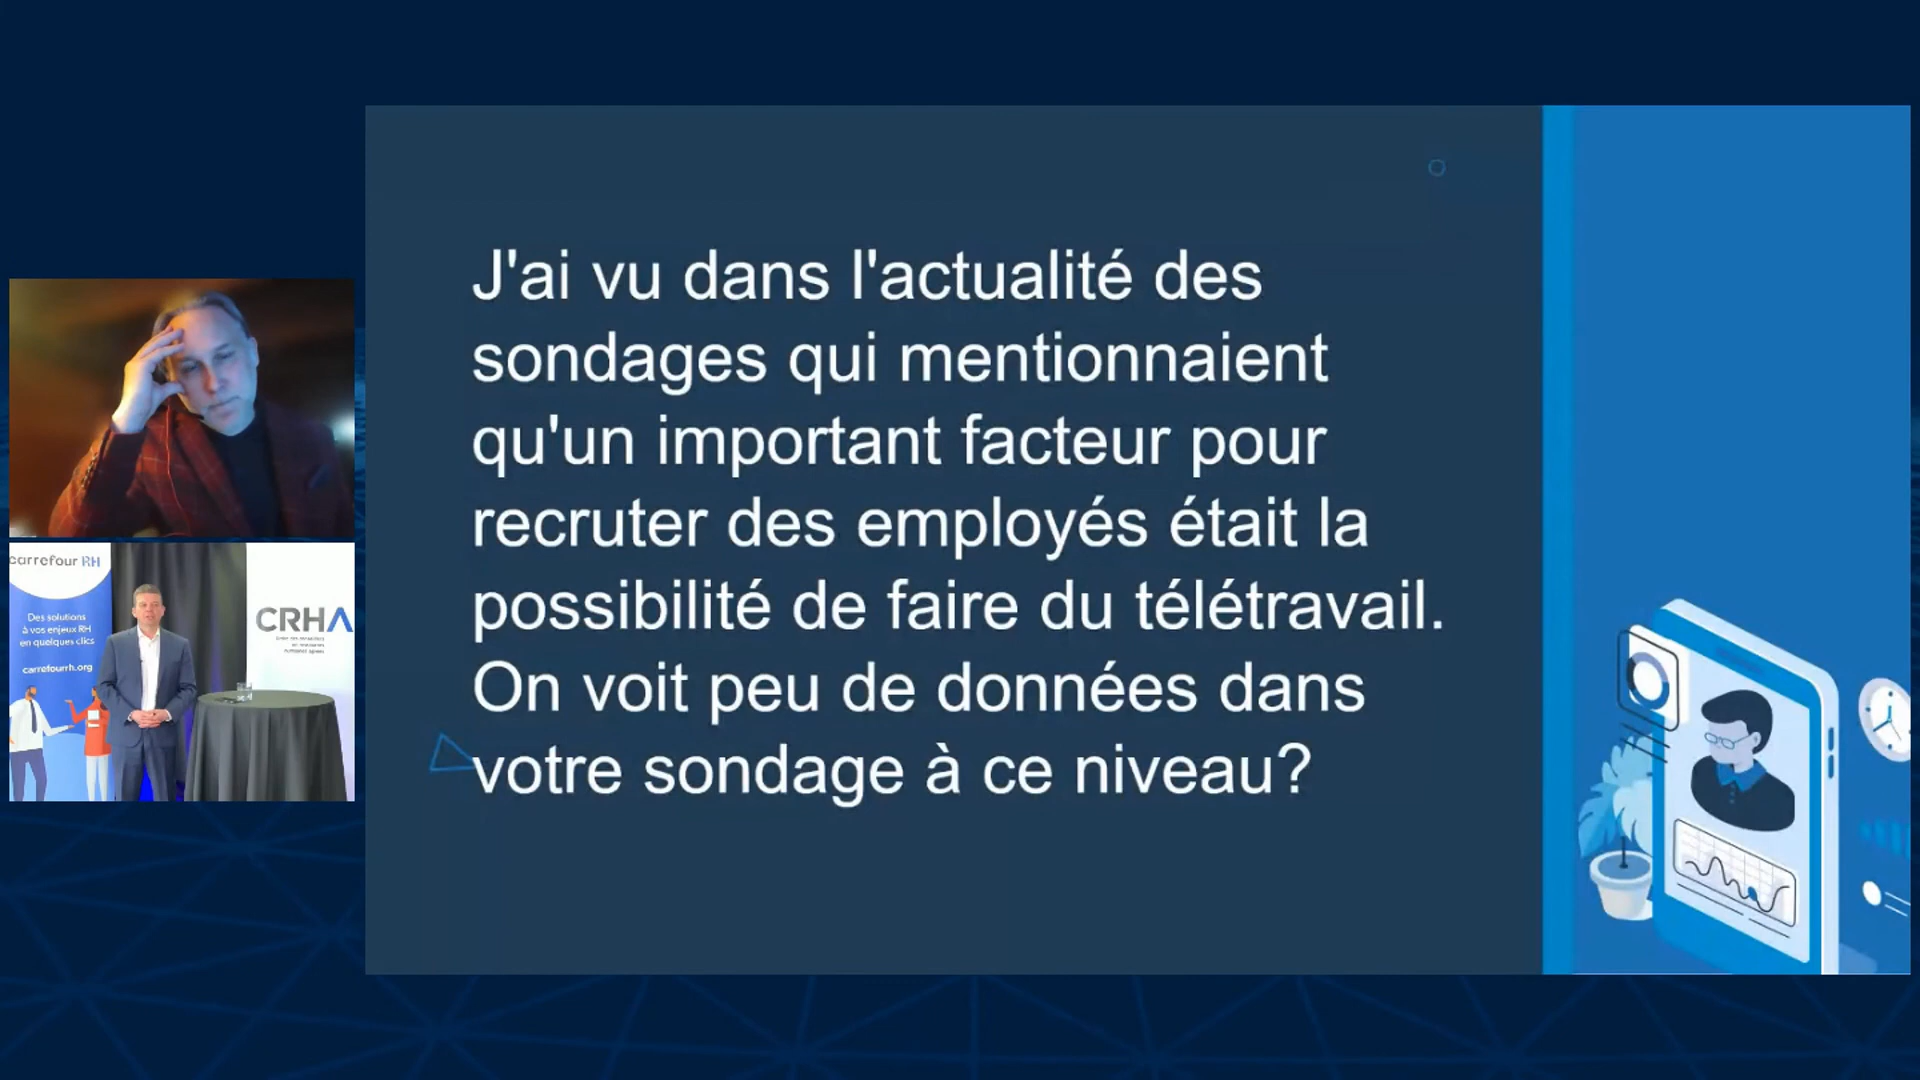 J'ai vu dans l'actualité des
sondages qui mentionnaient
qu'un important facteur pour
recruter des employés était la
possibilité de faire du télétravail.
On voit peu de données dans
votre sondage à ce niveau?
carrefour RH
Des solutions
à vos enjeux RH
en quelques clics
carrefourrh.org
CRHA